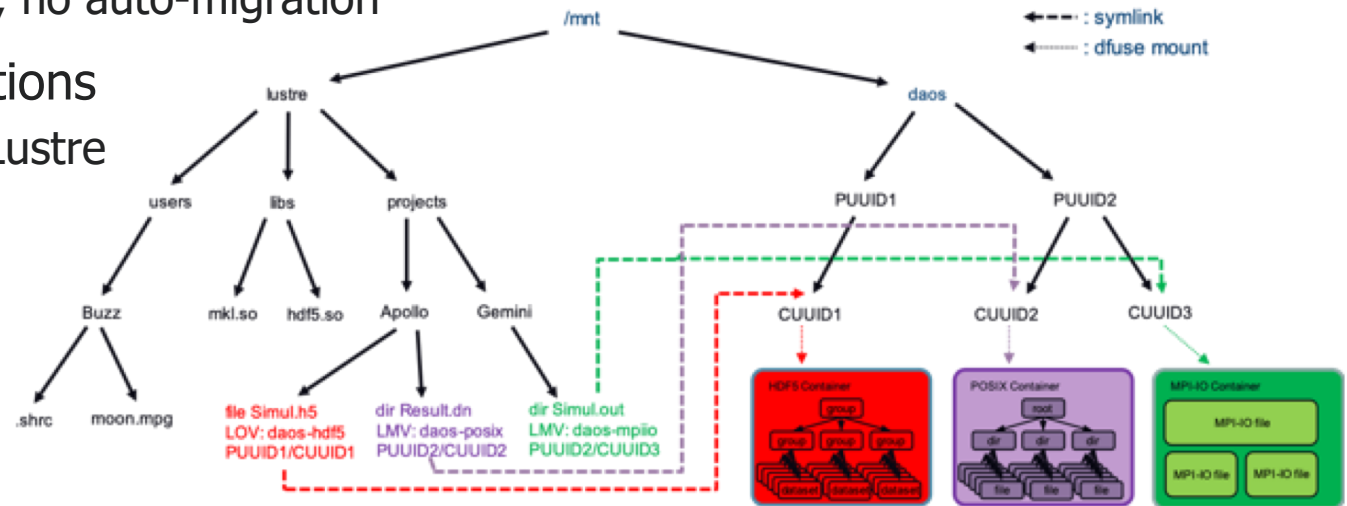 , no auto-migration
tions
Lustre
/mnt
: symlink
: dfuse mount
lustre
daos
users
libs
projects
PUUID1
PUUID2
Buzz
mkl.so
hdf5.so
Apollo
Gemini
CUUID1
CUUID2
CUUID3
.shrc
moon.mpg
file Simul.h5
LOV: daos-hdf5
PUUID1/CUUID1
dir Result.dn
LMV: daos-posix
PUUID2/CUUID2
dir Simul.out
LMV: daos-mpiio
PUUID2/CUUID3
HDF5 Container
group
group
group
group
dataset
dataset
dataset
POSIX Container
root
dir
dir
dir
file
file
file
MPI-IO Container
MPI-IO file
MPI-IO file
MPI-IO file